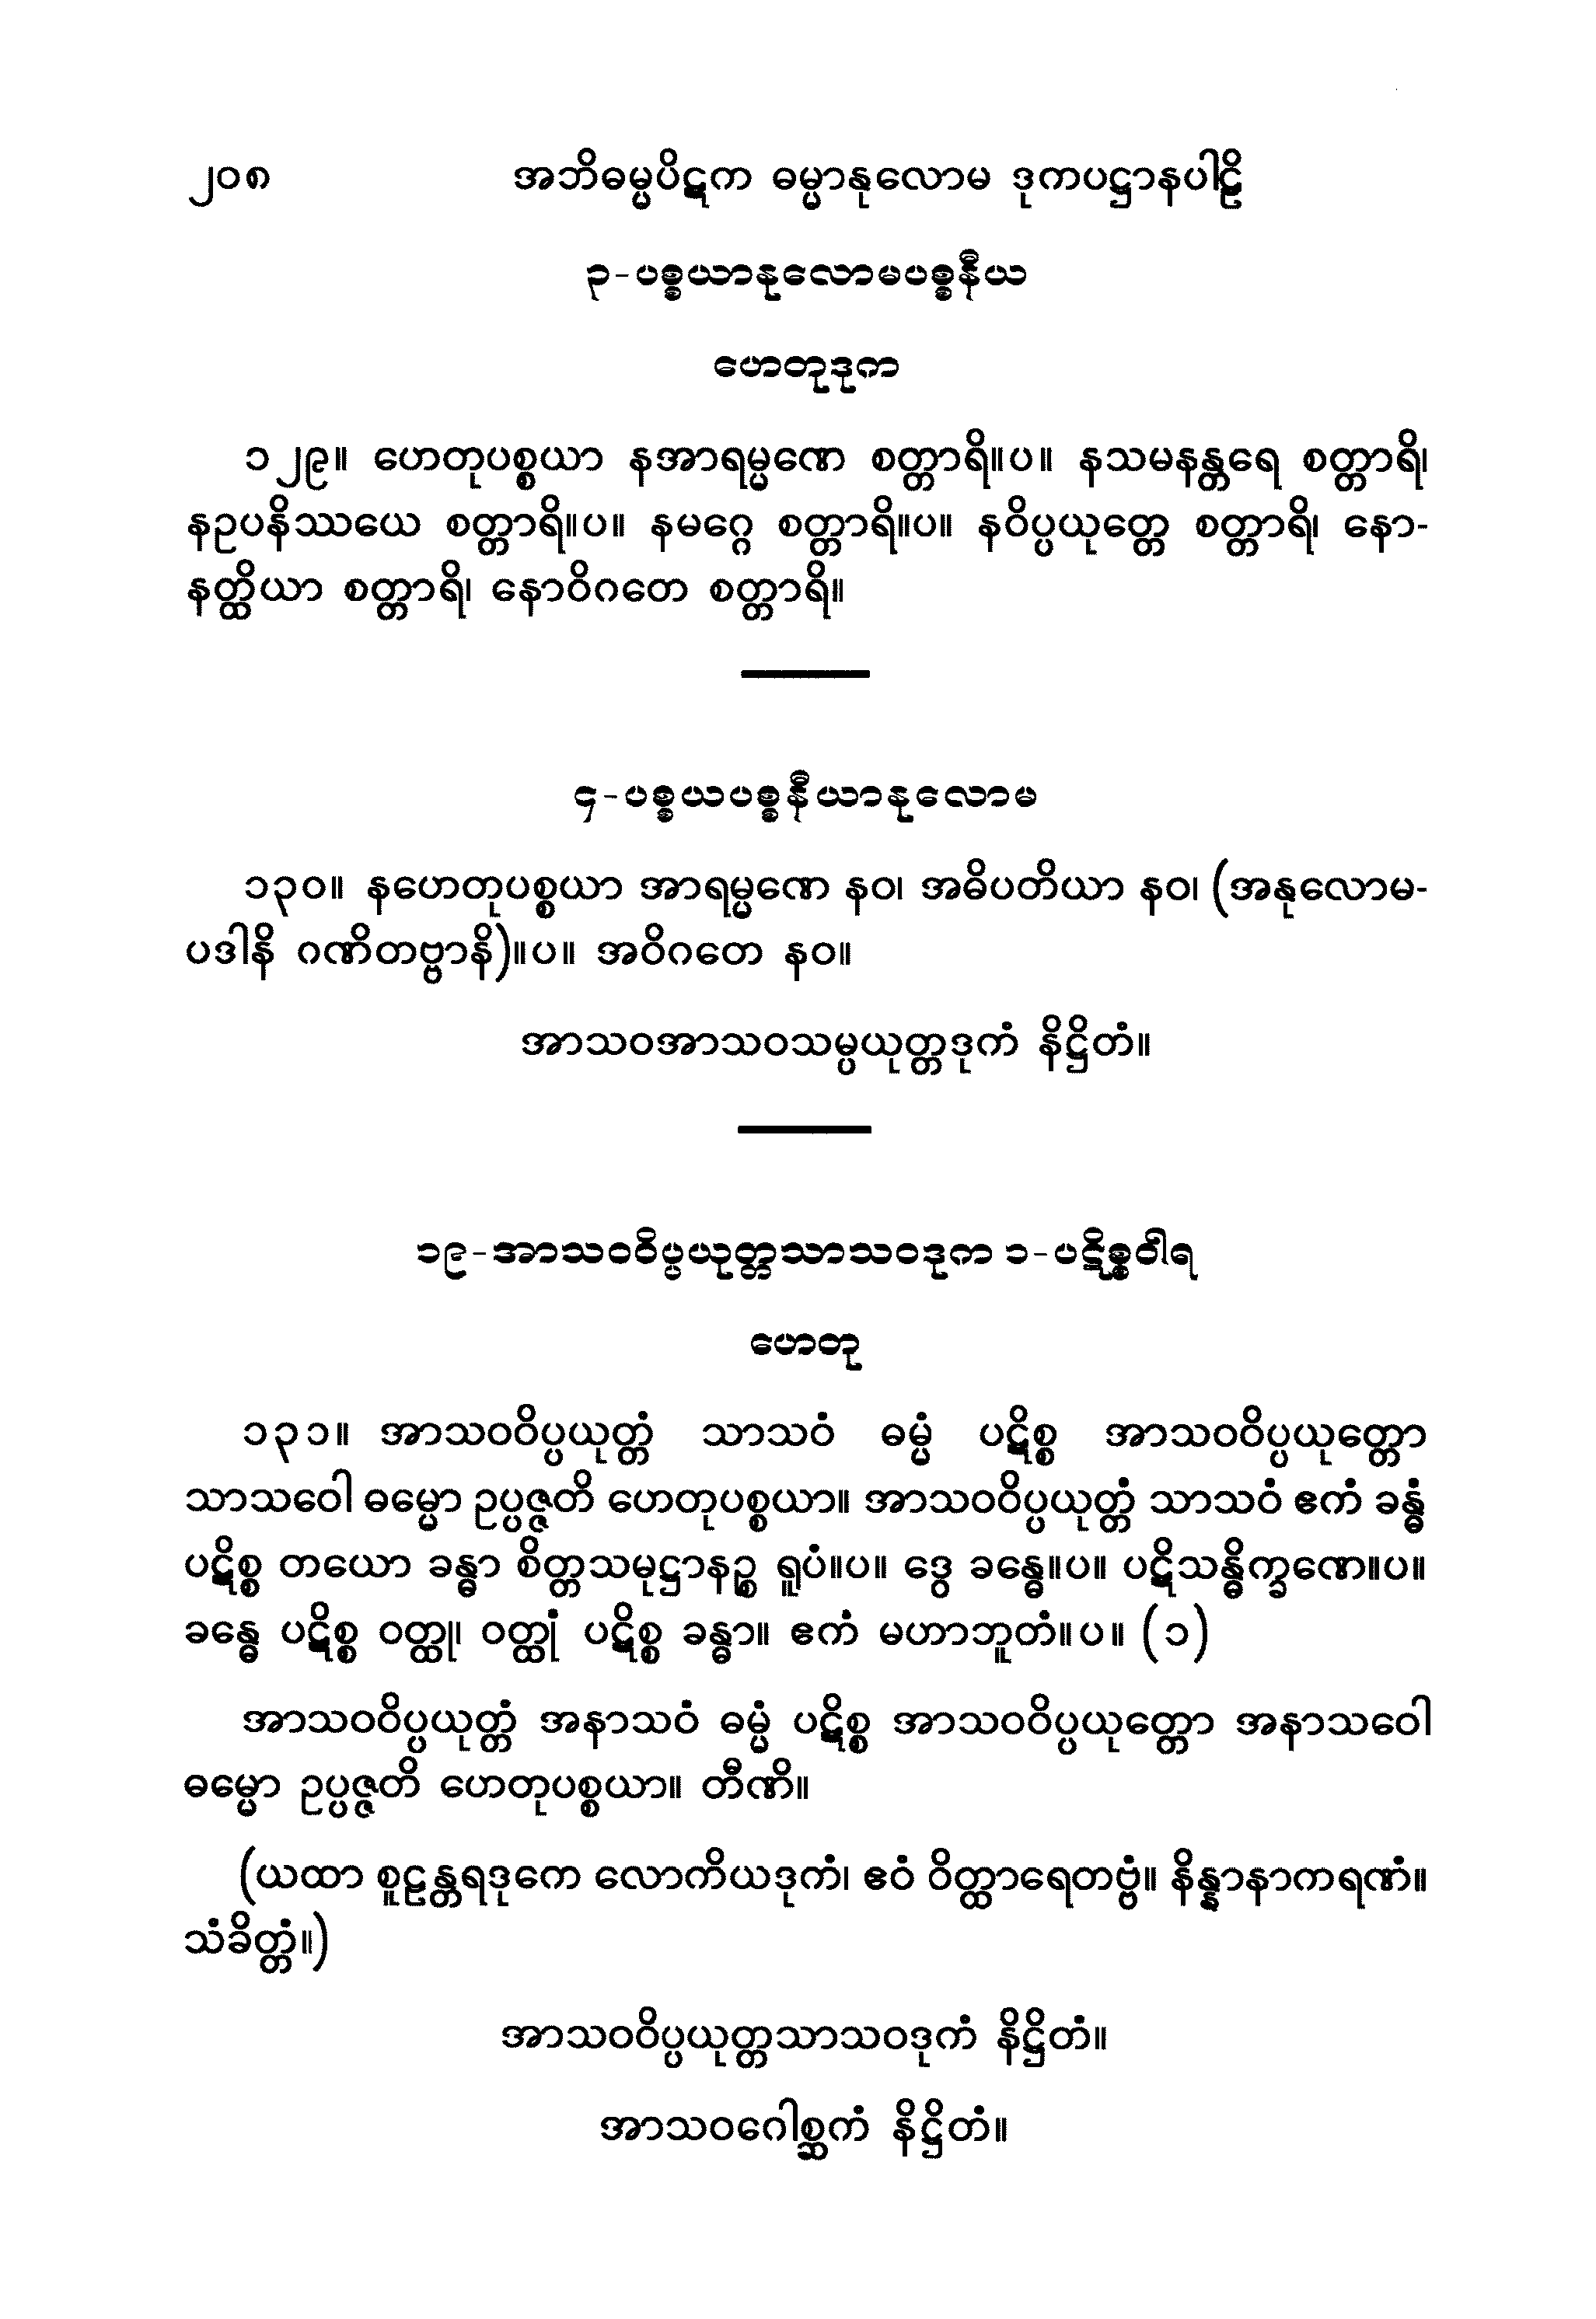 ၂၀၈ အဘိဓမ္မပိဋက ဓမ္မာနုလောမ ဒုကပဋ္ဌာနပါဠိ
၃-ပစ္စယာနုလောမပစ္စနီယ
ဟေတုဒုက
၁၂၉။ ဟေတုပစ္စယာ နအာရမ္မဏေ စတ္တာရိ။ပ။ နသမနန္တရေ စတ္တာရိ၊
နဥပနိဿယေ စတ္တာရိ။ပ။ နမဂ္ဂေ စတ္တာရိ။ပ။ နဝိပ္ပယုတ္တေ စတ္တာရိ၊ နော-
နတ္ထိယာ စတ္တာရိ၊ နောဝိဂတေ စတ္တာရိ။
၄-ပစ္စယပစ္စနီယာနုလောမ
၁၃၀။ နဟေတုပစ္စယာ အာရမ္မဏေ နဝ၊ အဓိပတိယာ နဝ၊ (အနုလောမ-
ပဒါနိ ဂဏိတဗ္ဗာနိ)။ပ။ အဝိဂတေ နဝ။
အာသဝအာသဝသမ္ပယုတ္တဒုကံ နိဋ္ဌိတံ။
၁၉-အာသဝဝိပ္ပယုတ္တသာသဝဒုက ၁-ပဋိစ္စဝါရ
ဟေတု
၁၃၁။ အာသဝဝိပ္ပယုတ္တံ သာသဝံ ဓမ္မံ ပဋိစ္စ အာသဝဝိပ္ပယုတ္တော
သာသဝေါ ဓမ္မော ဥပ္ပဇ္ဇတိ ဟေတုပစ္စယာ။ အာသဝဝိပ္ပယုတ္တံ သာသဝံ ဧကံ ခန္ဓံ
ပဋိစ္စ တယော ခန္ဓာ စိတ္တသမုဋ္ဌာနဉ္စ ရူပံ။ပ။ ဒွေ ခန္ဓေ။ပ။ ပဋိသန္ဓိက္ခဏေ။ပ။
ခန္ဓေ ပဋိစ္စ ဝတ္ထု၊ ဝတ္ထုံ ပဋိစ္စ ခန္ဓာ။ ဧကံ မဟာဘူတံ။ပ။ (၁)
အာသဝဝိပ္ပယုတ္တံ အနာသဝံ ဓမ္မံ ပဋိစ္စ အာသဝဝိပ္ပယုတ္တော အနာသဝေါ
ဓမ္မော ဥပ္ပဇ္ဇတိ ဟေတုပစ္စယာ။ တီဏိ။
(ယထာ စူဠန္တရဒုကေ လောကိယဒုကံ၊ ဧဝံ ဝိတ္ထာရေတဗ္ဗံ။ နိန္နာနာကရဏံ။
သံခိတ္တံ။)
အာသဝဝိပ္ပယုတ္တသာသဝဒုကံ နိဋ္ဌိတံ။
အာသဝဂေါစ္ဆကံ နိဋ္ဌိတံ။